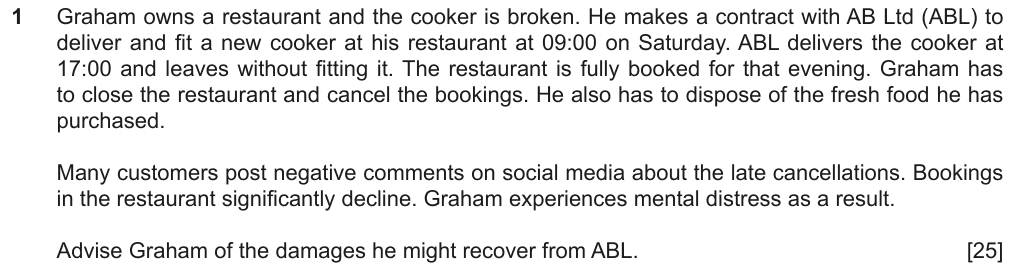 1 Graham owns a restaurant and the cooker is broken. He makes a contract with AB Ltd (ABL) to
deliver and fit a new cooker at his restaurant at 09:00 on Saturday. ABL delivers the cooker at
17:00 and leaves without fitting it. The restaurant is fully booked for that evening. Graham has
to close the restaurant and cancel the bookings. He also has to dispose of the fresh food he has
purchased.
Many customers post negative comments on social media about the late cancellations. Bookings
in the restaurant significantly decline. Graham experiences mental distress as a result.
Advise Graham of the damages he might recover from ABL. [25]